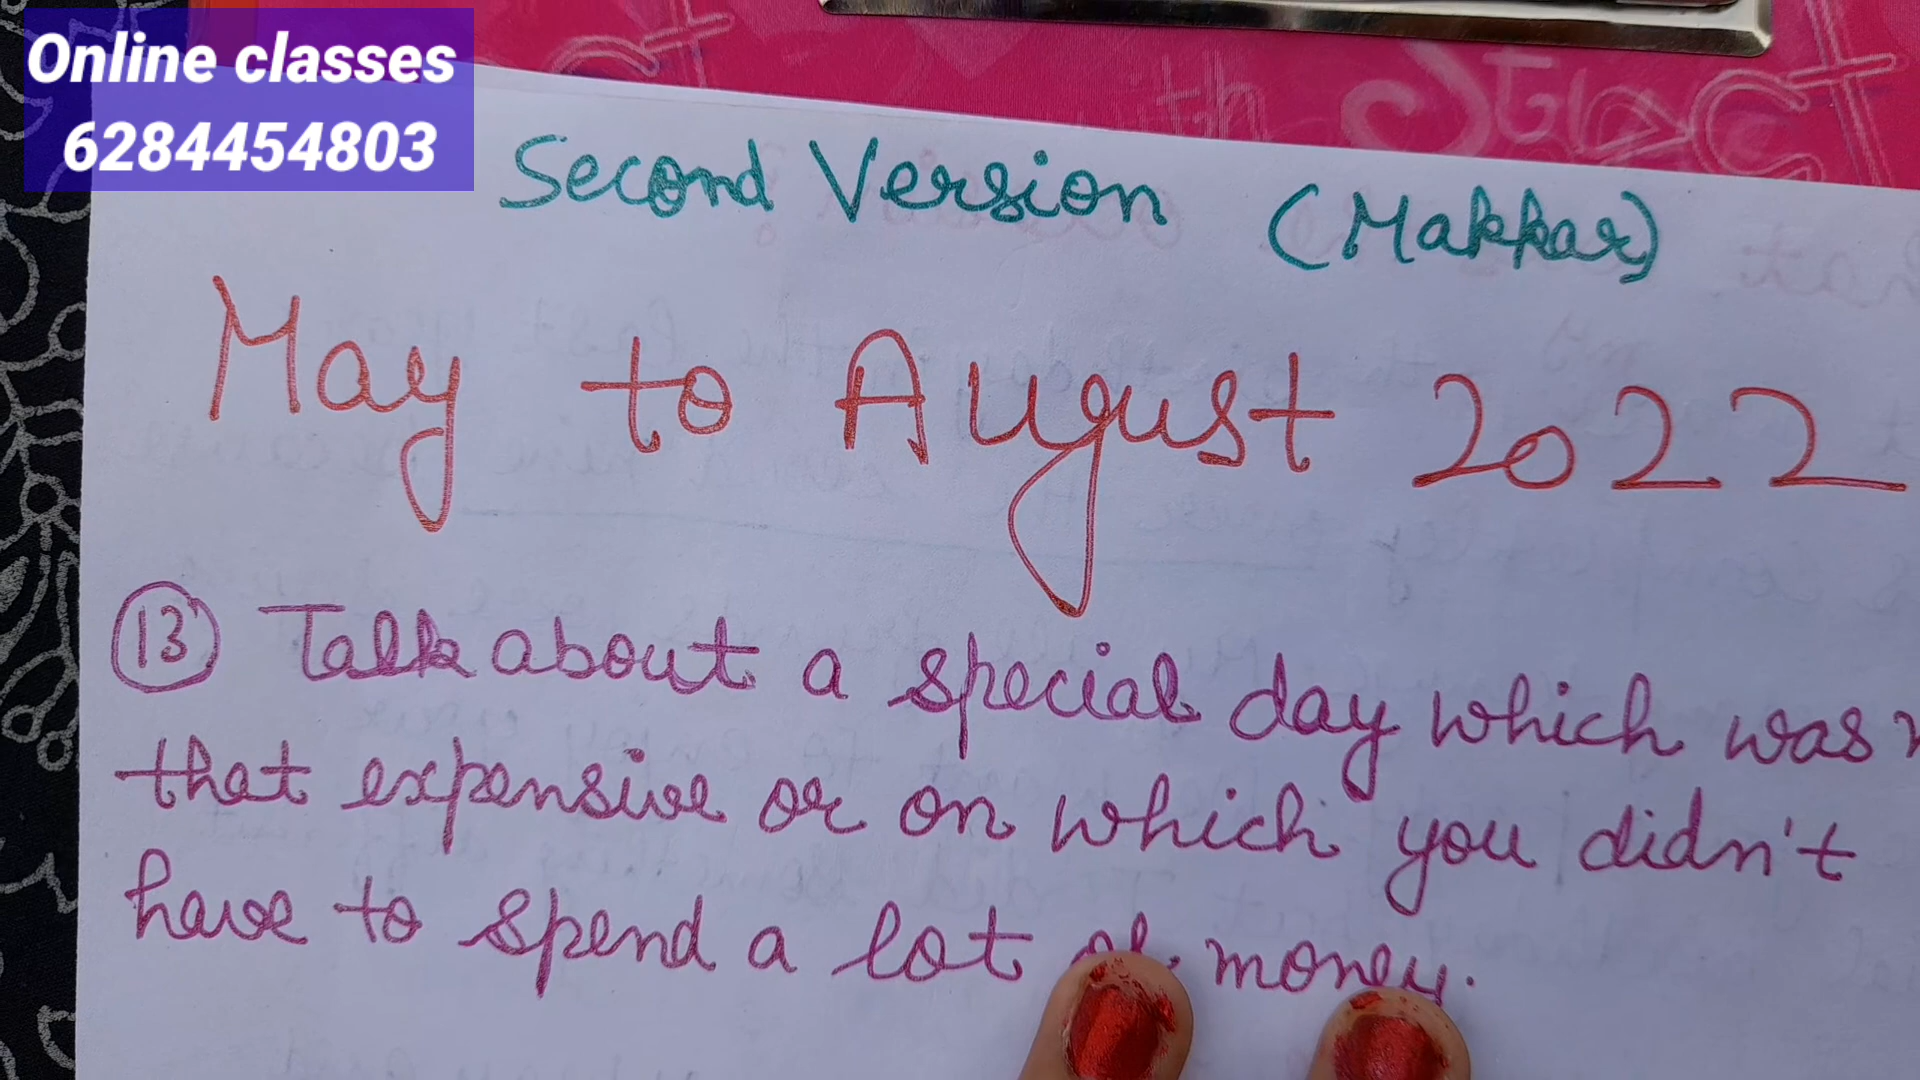 Online classes
6284454803
Second Version (Makkar)
May to August 2022
13 Talk about a special day which was
that expensive or on which you didn't
have to spend a lot of money.